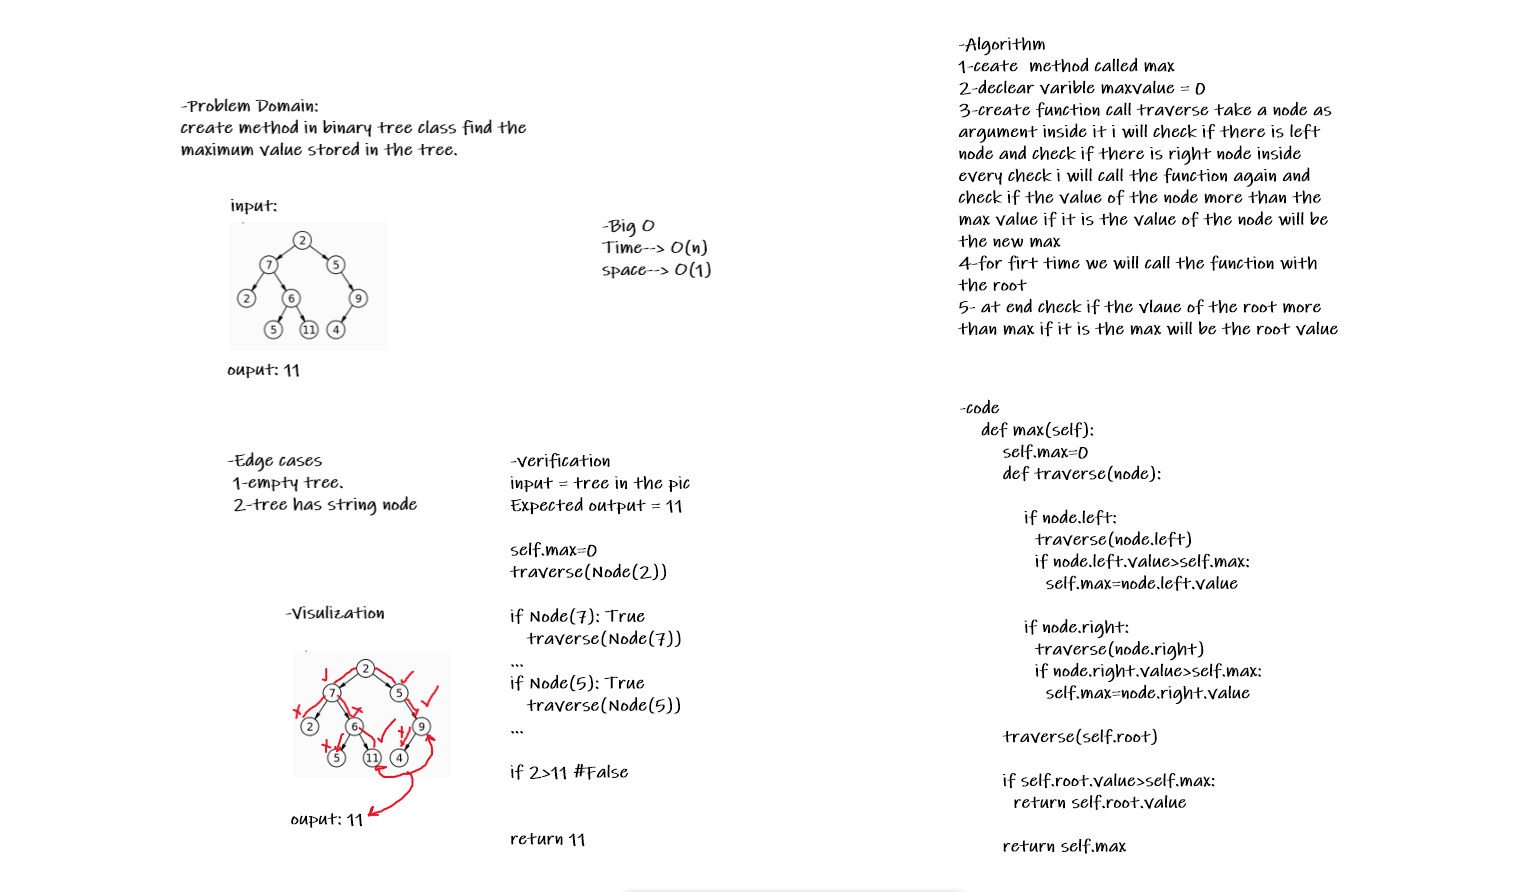 -Problem Domain:
create method in binary tree class find the
maximum value stored in the tree.
input:
2
7
5
2
6
9
5
11
4
ouput: 11
-Big O
Time--> O(n)
space--> O(1)
-Algorithm
1-ceate method called max
2-declear varible maxvalue = 0
3-create function call traverse take a node as
argument inside it i will check if there is left
node and check if there is right node inside
every check i will call the function again and
check if the value of the node more than the
max value if it is the value of the node will be
the new max
4-for firt time we will call the function with
the root
5- at end check if the vlaue of the root more
than max if it is the max will be the root value
-Edge cases
1-empty tree.
2-tree has string node
-Visulization
2
7
5
2
6
9
5
11
4
ouput: 11
-verification
input = tree in the pic
Expected output = 11
self.max=0
traverse(Node(2))
if Node(7): True
traverse(Node(7))
...
if Node(5): True
traverse(Node(5))
...
if 2>11 #False
return 11
-code
def max(self):
self.max=0
def traverse(node):
if node.left:
traverse(node.left)
if node.left.value>self.max:
self.max=node.left.value
if node.right:
traverse(node.right)
if node.right.value>self.max:
self.max=node.right.value
traverse(self.root)
if self.root.value>self.max:
return self.root.value
return self.max